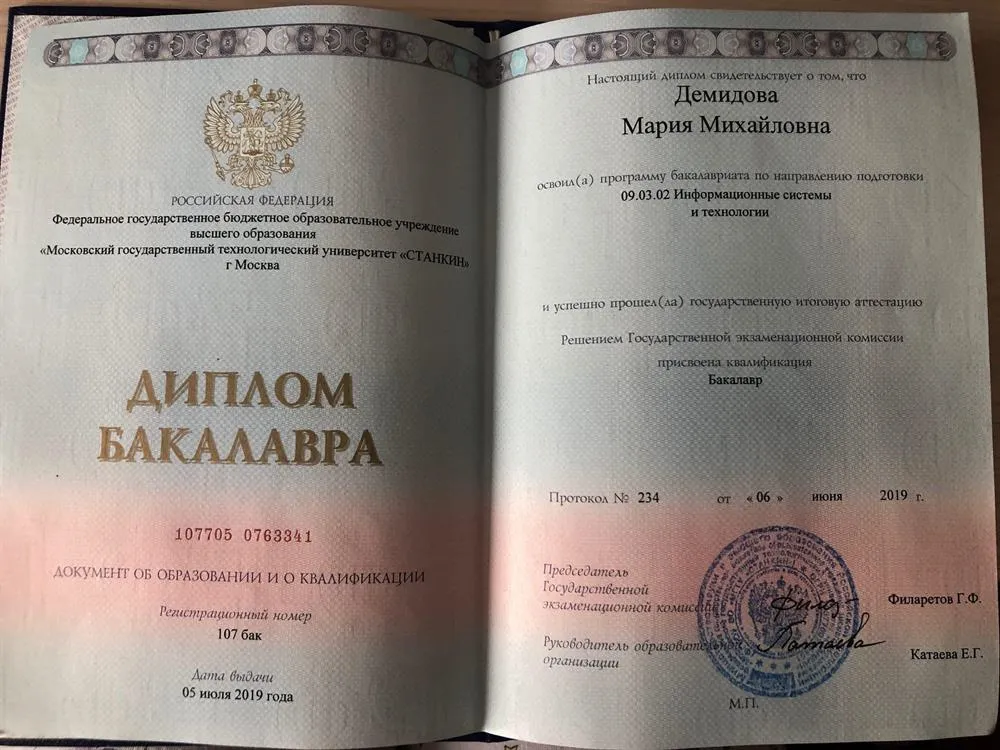 РОССИЙСКАЯ ФЕДЕРАЦИЯ
Федеральное государственное бюджетное образовательное учреждение
высшего образования
«Московский государственный технологический университет «СТАНКИН»
г Москва
ДИПЛОМ
БАКАЛАВРА
107705 0763341
ДОКУМЕНТ ОБ ОБРАЗОВАНИИ И О КВАЛИФИКАЦИИ
Регистрационный номер
107 бак
Дата выдачи
05 июля 2019 года
Настоящий диплом свидетельствует о том, что
Демидова
Мария Михайловна
освоил(а) программу бакалавриата по направлению подготовки
09.03.02 Информационные системы
и технологии
и успешно прошел(ла) государственную итоговую аттестацию
Решением Государственной экзаменационной комиссии
присвоена квалификация
Бакалавр
Протокол № 234 от « 06 » июня 2019 г.
Председатель
Государственной
экзаменационной комиссии
Филаретов Г.Ф.
Руководитель образовательной
организации
Катаева Е.Г.
М.П.